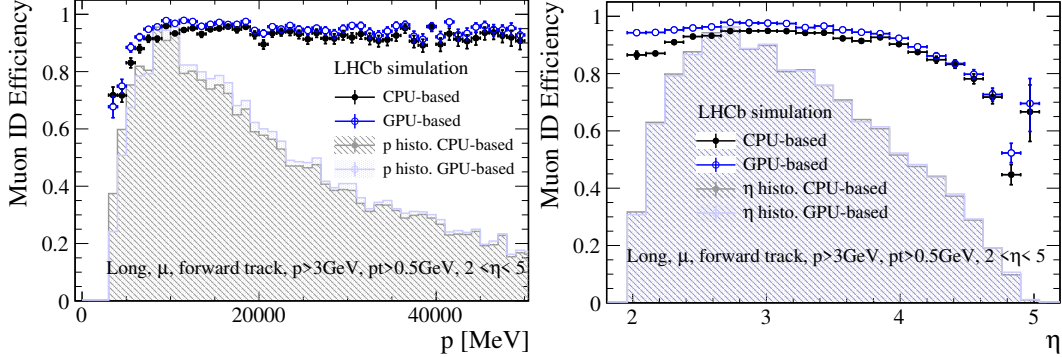 Muon ID Efficiency
1
0.8
0.6
0.4
0.2
0
LHCb simulation
CPU-based
GPU-based
p histo. CPU-based
p histo. GPU-based
Long, μ, forward track, p>3GeV, pt>0.5GeV, 2 <η< 5
0 20000 40000
p [MeV]
Muon ID Efficiency
1
0.8
0.6
0.4
0.2
0
LHCb simulation
CPU-based
GPU-based
η histo. CPU-based
η histo. GPU-based
Long, μ, forward track, p>3GeV, pt>0.5GeV, 2 <η< 5
2 3 4 5
η